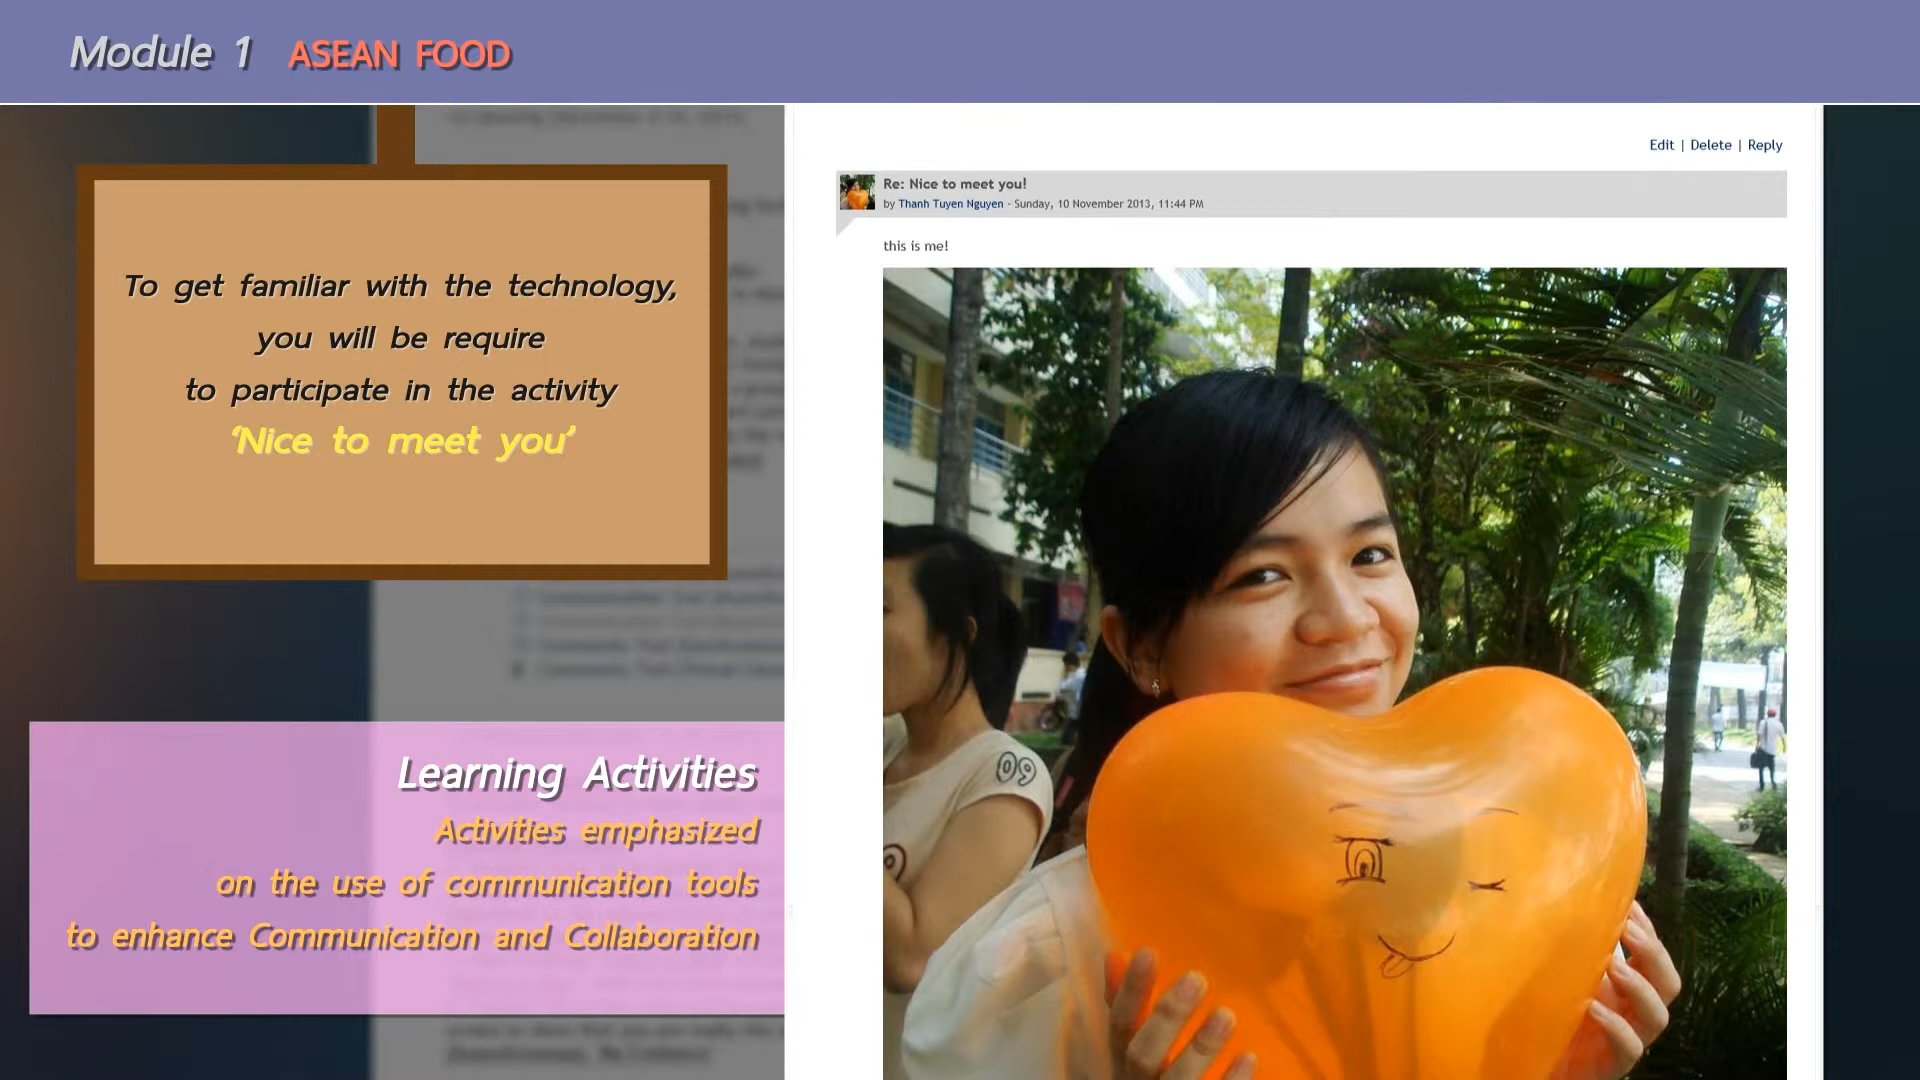 Module 1 ASEAN FOOD
To get familiar with the technology,
you will be require
to participate in the activity
‘Nice to meet you’
Learning Activities
Activities emphasized
on the use of communication tools
to enhance Communication and Collaboration
Edit | Delete | Reply
Re: Nice to meet you!
by Thanh Tuyen Nguyen - Sunday, 10 November 2013, 11:44 PM
this is me!
09